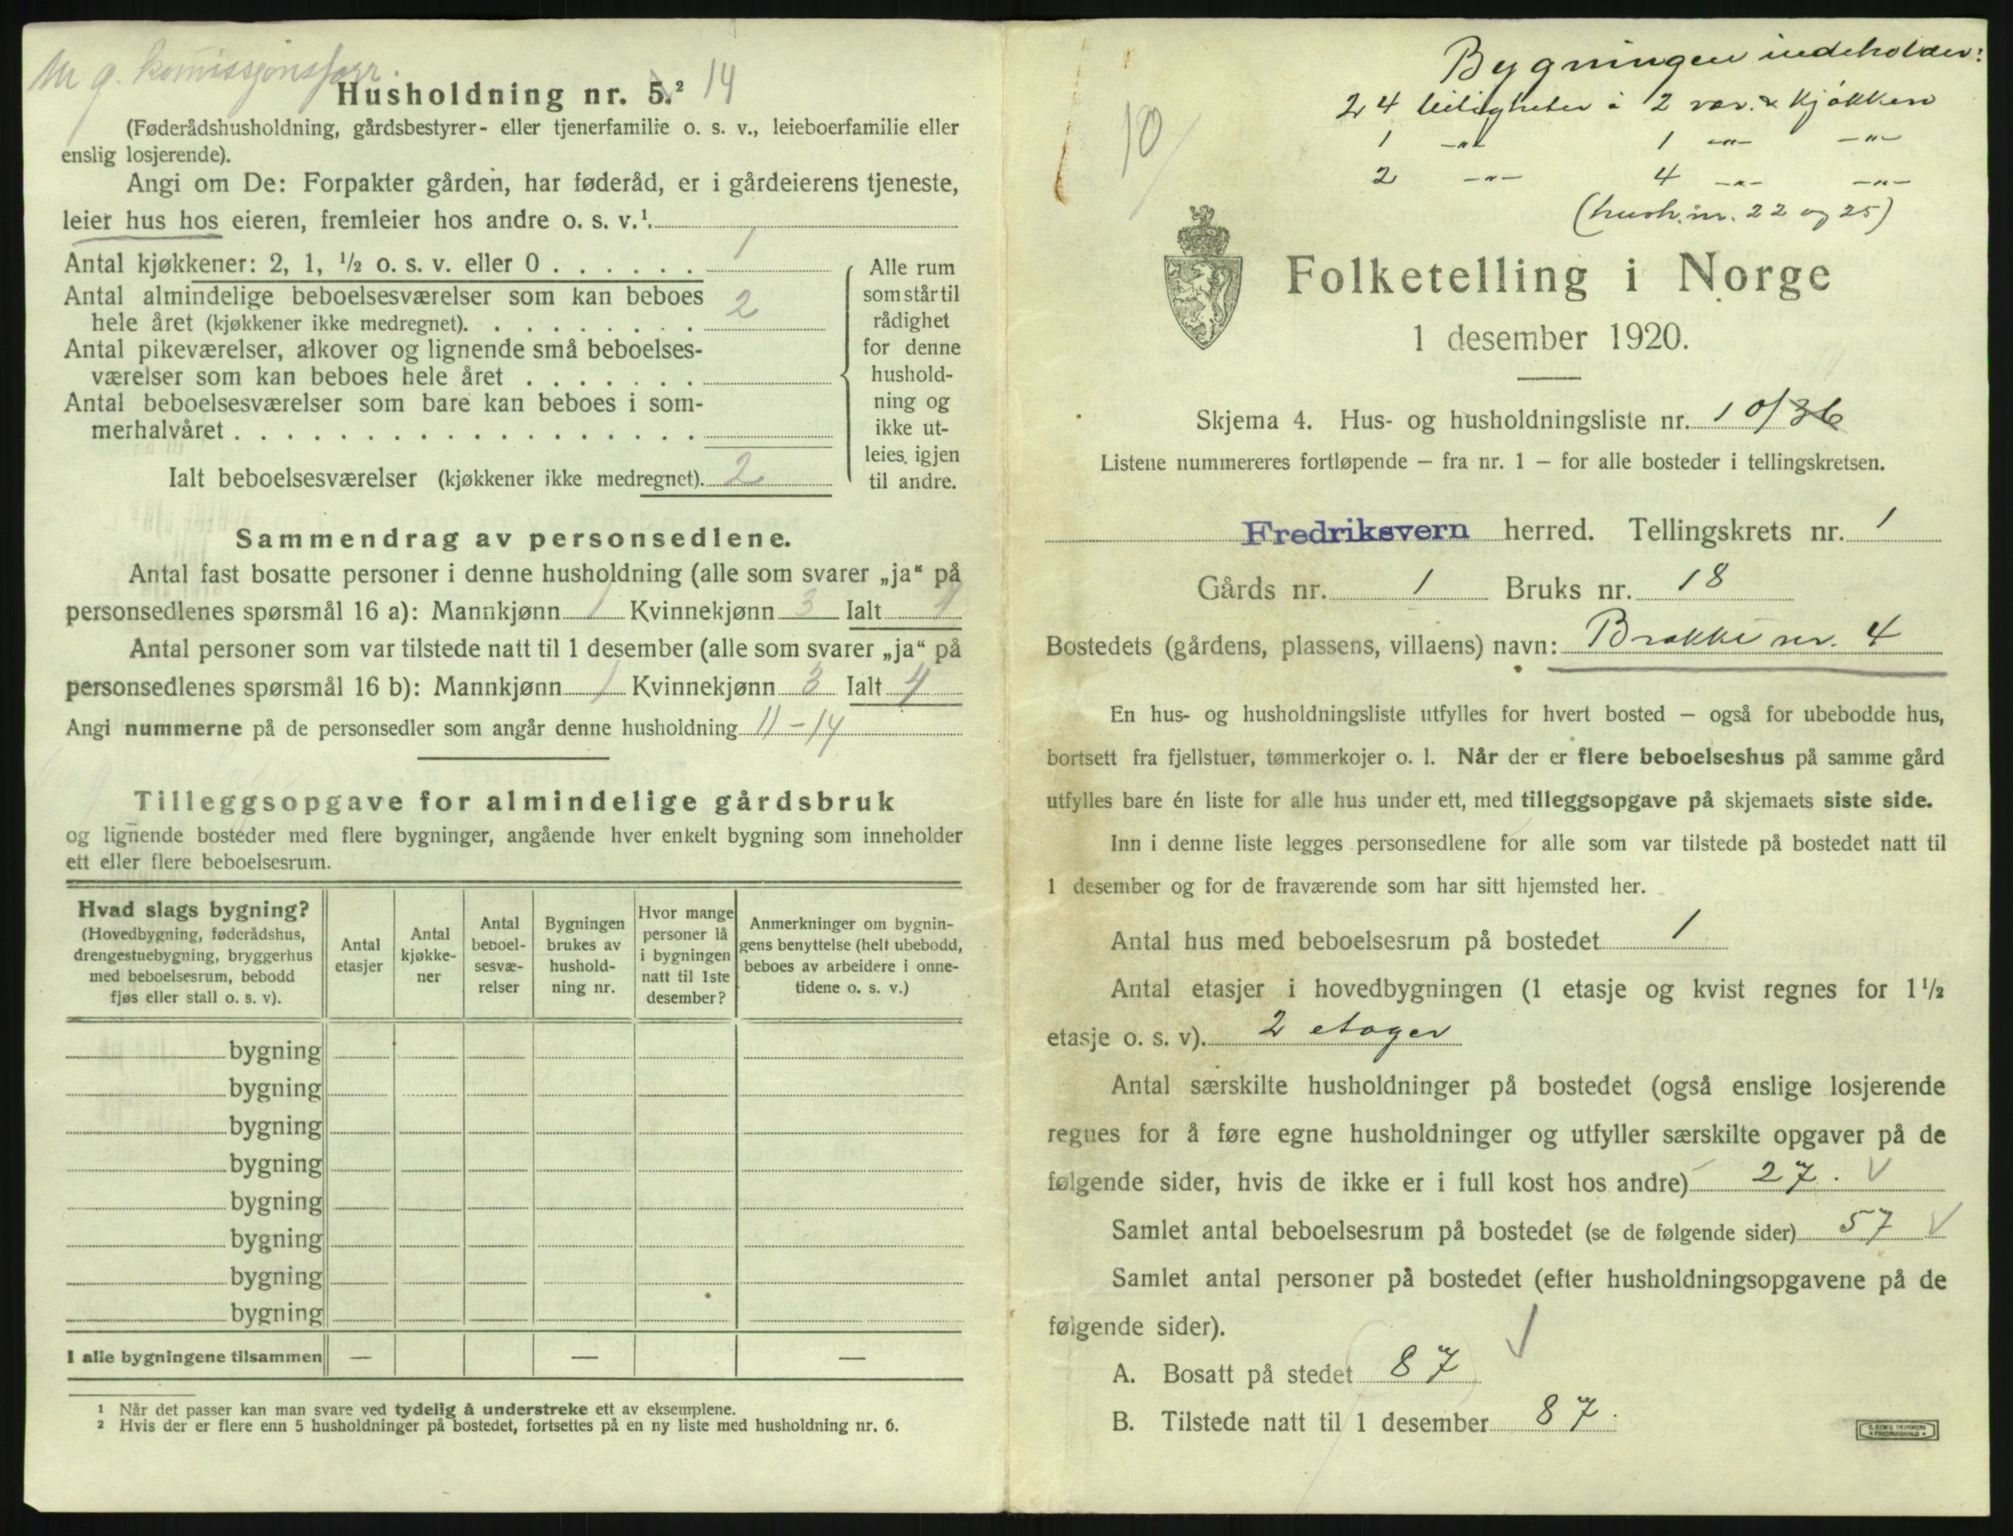 M g. komissjonsforr.
Husholdning nr. 5.² 14
(Føderådshusholdning, gårdsbestyrer- eller tjenerfamilie o. s. v., leieboerfamilie eller
enslig losjerende).
Angi om De: Forpakter gården, har føderåd, er i gårdeierens tjeneste,
leier hus hos eieren, fremleier hos andre o. s. v.¹.
Antal kjøkkener: 2, 1, ½ o. s. v. eller 0 . . . . . . 1
Antal almindelige beboelsesværelser som kan beboes
hele året (kjøkkener ikke medregnet). . . . . . . . . 2
Antal pikeværelser, alkover og lignende små beboelses-
værelser som kan beboes hele året . . . . . . .
Antal beboelsesværelser som bare kan beboes i som-
merhalvåret . . . . . . . . . . . . . . . . . .
Ialt beboelsesværelser (kjøkkener ikke medregnet). 2
Alle rum
som står til
rådighet
for denne
hushold-
ning og
ikke ut-
leies igjen
til andre.
Sammendrag av personsedlene.
Antal fast bosatte personer i denne husholdning (alle som svarer „ja“ på
personsedlenes spørsmål 16 a): Mannkjønn 1 Kvinnekjønn 3 Ialt 4
Antal personer som var tilstede natt til 1 desember (alle som svarer „ja“ på
personsedlenes spørsmål 16 b): Mannkjønn 1 Kvinnekjønn 3 Ialt 4
Angi nummerne på de personsedler som angår denne husholdning 11-14
Tilleggsopgave for almindelige gårdsbruk
og lignende bosteder med flere bygninger, angående hver enkelt bygning som inneholder
ett eller flere beboelsesrum.
Hvad slags bygning?
(Hovedbygning, føderådshus,
drengestuebygning, bryggerhus
med beboelsesrum, bebodd
fjøs eller stall o. s. v).
Antal
etasjer
Antal
kjøkke-
ner
Antal
beboel-
sesvæ-
relser
Bygningen
brukes av
hushold-
ning nr.
Hvor mange
personer lå
i bygningen
natt til 1ste
desember?
Anmerkninger om bygnin-
gens benyttelse (helt ubebodd,
beboes av arbeidere i onne-
tidene o. s. v.)
bygning
bygning
bygning
bygning
bygning
bygning
bygning
bygning
I alle bygningene tilsammen — — —
¹ Når det passer kan man svare ved tydelig å understreke ett av eksemplene.
² Hvis der er flere enn 5 husholdninger på bostedet, fortsettes på en ny liste med husholdning nr. 6.
Bygningen indeholder:
24 leiligheter à 2 vær. & kjøkken
1 —"— 1 —"— —"—
2 —"— 4 —"— —"—
(hush. nr. 22 og 25)
10/
Folketelling i Norge
1 desember 1920.
Skjema 4. Hus- og husholdningsliste nr. 10/36
Listene nummereres fortløpende — fra nr. 1 — for alle bosteder i tellingskretsen.
Fredriksvern herred. Tellingskrets nr. 1
Gårds nr. 1 Bruks nr. 18
Bostedets (gårdens, plassens, villaens) navn: Brakke nr. 4
En hus- og husholdningsliste utfylles for hvert bosted — også for ubebodde hus,
bortsett fra fjellstuer, tømmerkojer o. l. Når der er flere beboelseshus på samme gård
utfylles bare én liste for alle hus under ett, med tilleggsopgave på skjemaets siste side.
Inn i denne liste legges personsedlene for alle som var tilstede på bostedet natt til
1 desember og for de fraværende som har sitt hjemsted her.
Antal hus med beboelsesrum på bostedet 1
Antal etasjer i hovedbygningen (1 etasje og kvist regnes for 1½
etasje o. s. v). 2 etager
Antal særskilte husholdninger på bostedet (også enslige losjerende
regnes for å føre egne husholdninger og utfyller særskilte opgaver på de
følgende sider, hvis de ikke er i full kost hos andre) 27. √
Samlet antal beboelsesrum på bostedet (se de følgende sider) 57 √
Samlet antal personer på bostedet (efter husholdningsopgavene på de
følgende sider).
A. Bosatt på stedet 87 √
B. Tilstede natt til 1 desember 87.